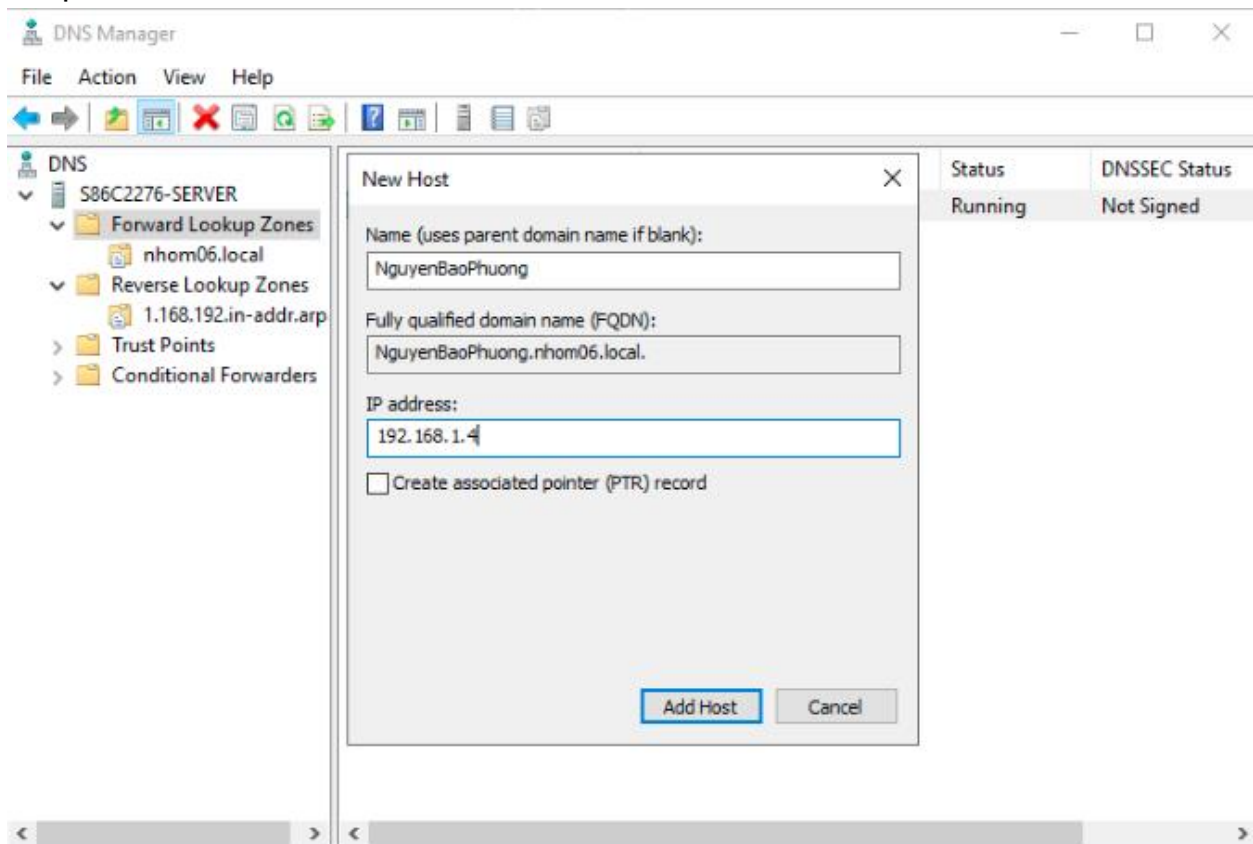 DNS Manager
File Action View Help
DNS
S86C2276-SERVER
Forward Lookup Zones
nhom06.local
Reverse Lookup Zones
1.168.192.in-addr.arp
Trust Points
Conditional Forwarders
Status DNSSEC Status
Running Not Signed
New Host
Name (uses parent domain name if blank):
NguyenBaoPhuong
Fully qualified domain name (FQDN):
NguyenBaoPhuong.nhom06.local.
IP address:
192.168.1.4
Create associated pointer (PTR) record
Add Host Cancel